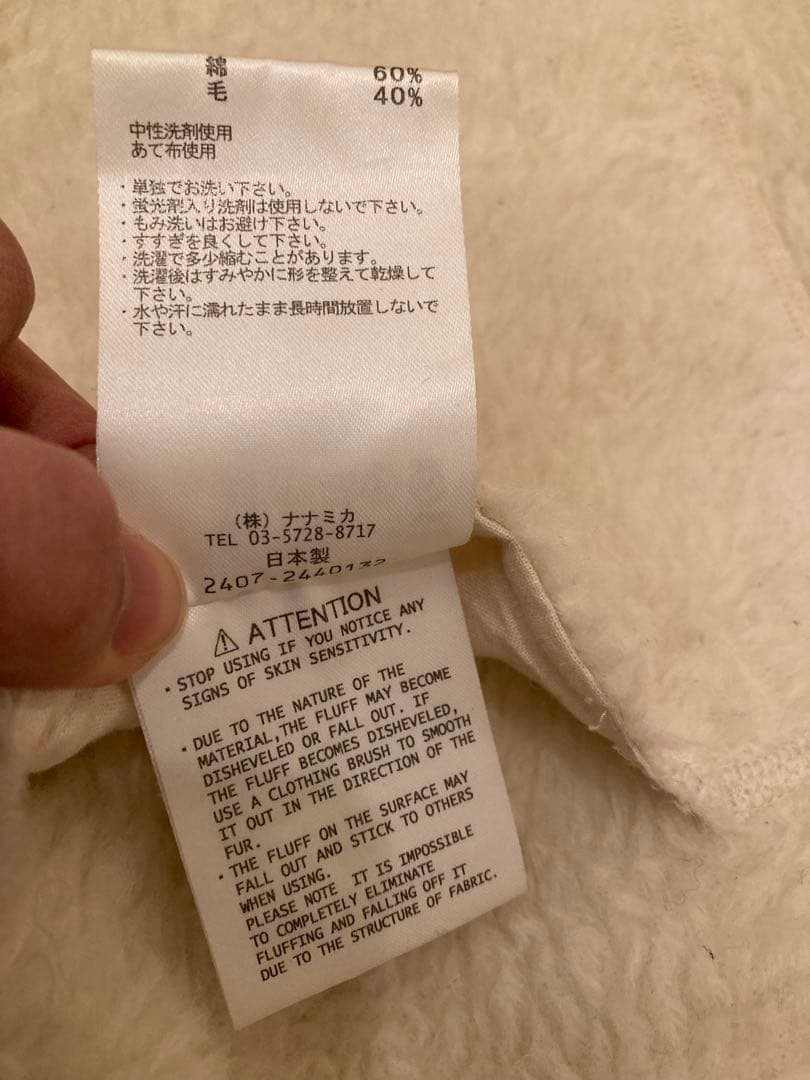 綿 60%
毛 40%
中性洗剤使用
あて布使用
・単独でお洗い下さい。
・蛍光剤入り洗剤は使用しないで下さい。
・もみ洗いはお避け下さい。
・すすぎを良くして下さい。
・洗濯で多少縮むことがあります。
・洗濯後はすみやかに形を整えて乾燥して
下さい。
・水や汗に濡れたまま長時間放置しないで
下さい。
(株) ナナミカ
TEL 03-5728-8717
日本製
2407-2440132
⚠ ATTENTION
・STOP USING IF YOU NOTICE ANY
SIGNS OF SKIN SENSITIVITY.
・DUE TO THE NATURE OF THE
MATERIAL,THE FLUFF MAY BECOME
DISHEVELED OR FALL OUT. IF
THE FLUFF BECOMES DISHEVELED,
USE A CLOTHING BRUSH TO SMOOTH
IT OUT IN THE DIRECTION OF THE
FUR.
・THE FLUFF ON THE SURFACE MAY
FALL OUT AND STICK TO OTHERS
WHEN USING.
PLEASE NOTE IT IS IMPOSSIBLE
TO COMPLETELY ELIMINATE
FLUFFING AND FALLING OFF IT
DUE TO THE STRUCTURE OF FABRIC.